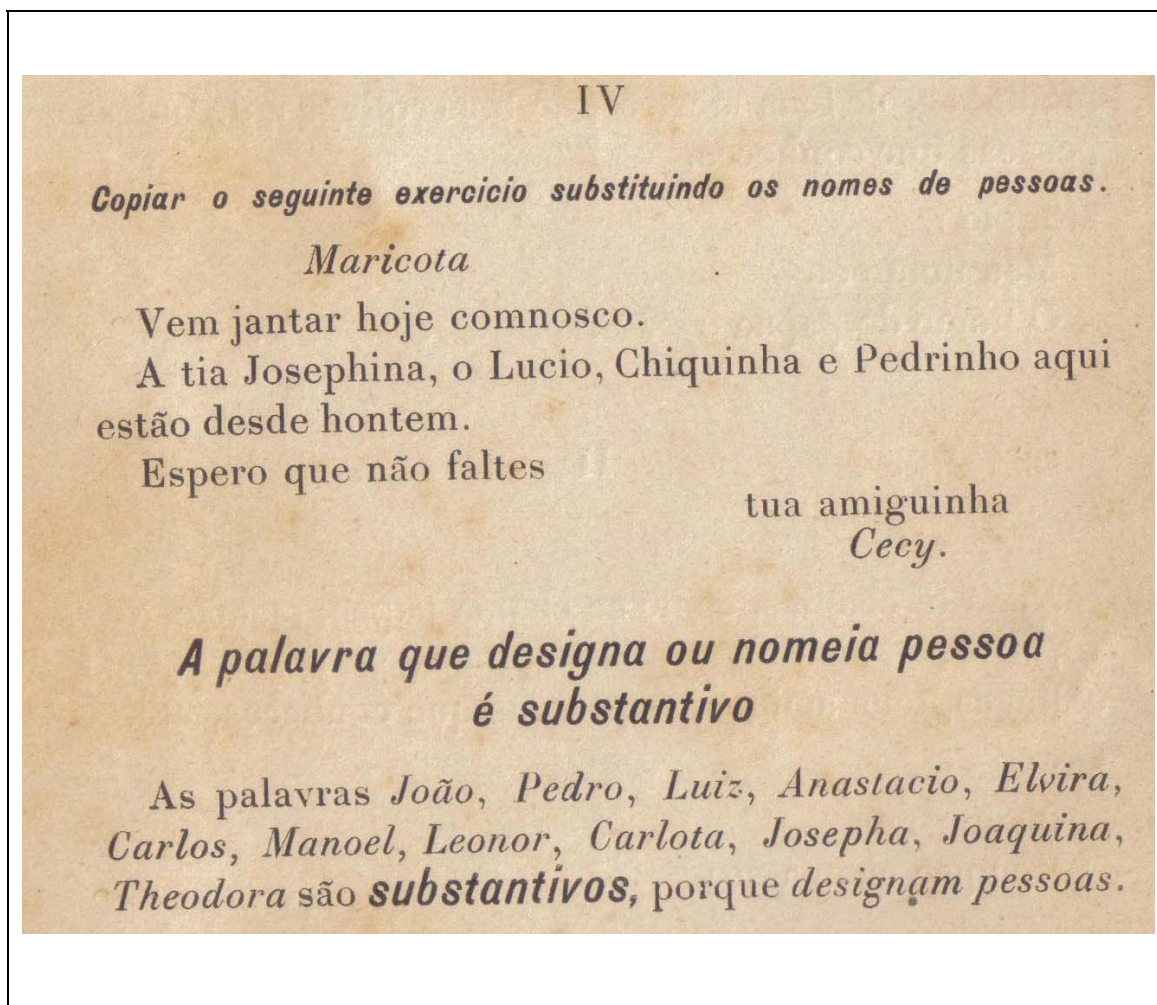 IV
Copiar o seguinte exercicio substituindo os nomes de pessoas.
Maricota
Vem jantar hoje comnosco.
A tia Josephina, o Lucio, Chiquinha e Pedrinho aqui
estão desde hontem.
Espero que não faltes
tua amiguinha
Cecy.
A palavra que designa ou nomeia pessoa
é substantivo
As palavras João, Pedro, Luiz, Anastacio, Elvira,
Carlos, Manoel, Leonor, Carlota, Josepha, Joaquina,
Theodora são substantivos, porque designam pessoas.